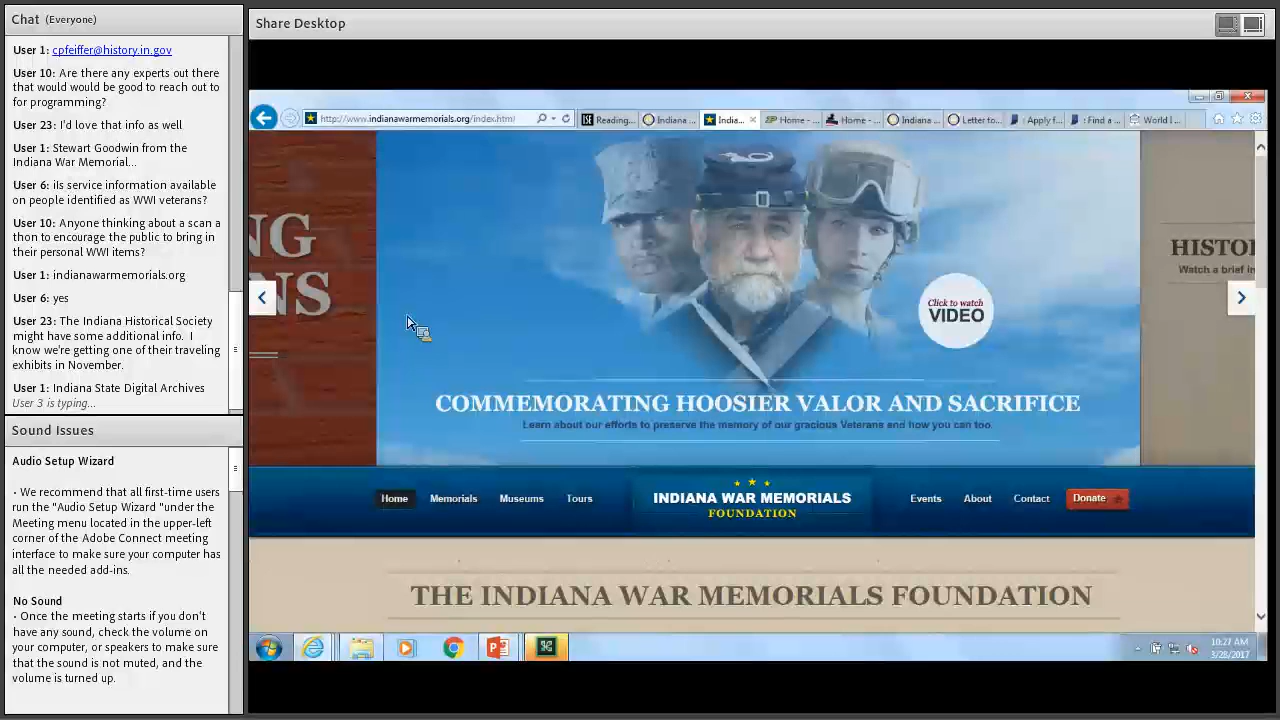 Chat (Everyone)
User 1: cpfeiffer@history.in.gov
User 10: Are there any experts out there
that would would be good to reach out to
for programming?
User 23: I'd love that info as well
User 1: Stewart Goodwin from the
Indiana War Memorial...
User 6: iIs service information available
on people identified as WWI veterans?
User 10: Anyone thinking about a scan a
thon to encourage the public to bring in
their personal WWI items?
User 1: indianawarmemorials.org
User 6: yes
User 23: The Indiana Historical Society
might have some additional info. I
know we're getting one of their traveling
exhibits in November.
User 1: Indiana State Digital Archives
User 3 is typing...
Sound Issues
Audio Setup Wizard
• We recommend that all first-time users
run the "Audio Setup Wizard "under the
Meeting menu located in the upper-left
corner of the Adobe Connect meeting
interface to make sure your computer has
all the needed add-ins.
No Sound
• Once the meeting starts if you don't
have any sound, check the volume on
your computer, or speakers to make sure
that the sound is not muted, and the
volume is turned up.
Share Desktop
http://www.indianawarmemorials.org/index.html
Reading...
Indiana ...
India...
Home - ...
Home - ...
Indiana ...
Letter to...
: Apply f...
: Find a ...
World I...
NG
NS
HISTOR
Watch a brief in
Click to watch
VIDEO
COMMEMORATING HOOSIER VALOR AND SACRIFICE
Learn about our efforts to preserve the memory of our gracious Veterans and how you can too.
Home Memorials Museums Tours
INDIANA WAR MEMORIALS
FOUNDATION
Events About Contact Donate
THE INDIANA WAR MEMORIALS FOUNDATION
10:27 AM
3/28/2017